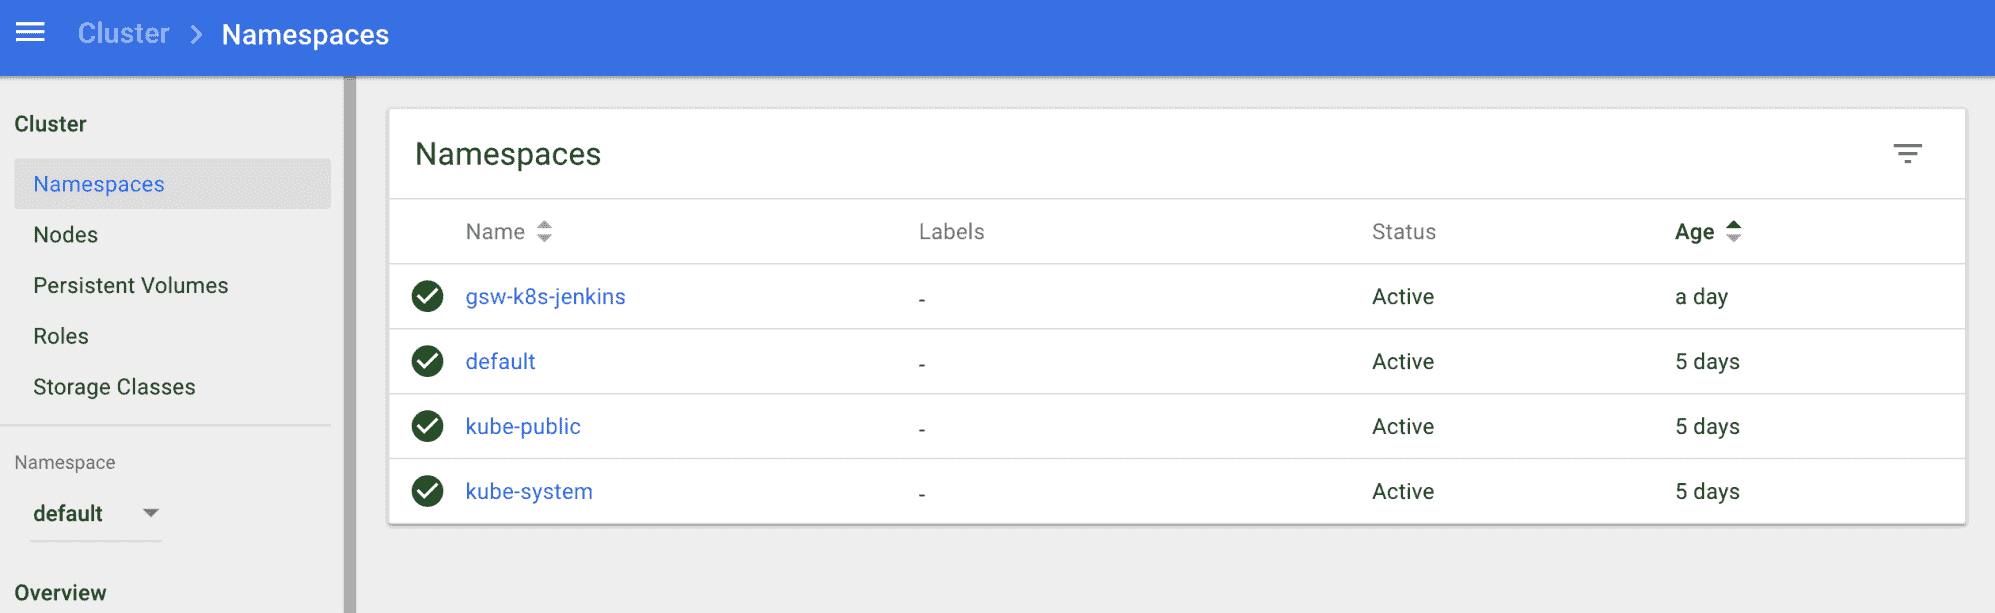 Cluster > Namespaces
Cluster
Namespaces
Nodes
Persistent Volumes
Roles
Storage Classes
Namespace
default
Overview
Namespaces
Name Labels Status Age
gsw-k8s-jenkins - Active a day
default - Active 5 days
kube-public - Active 5 days
kube-system - Active 5 days